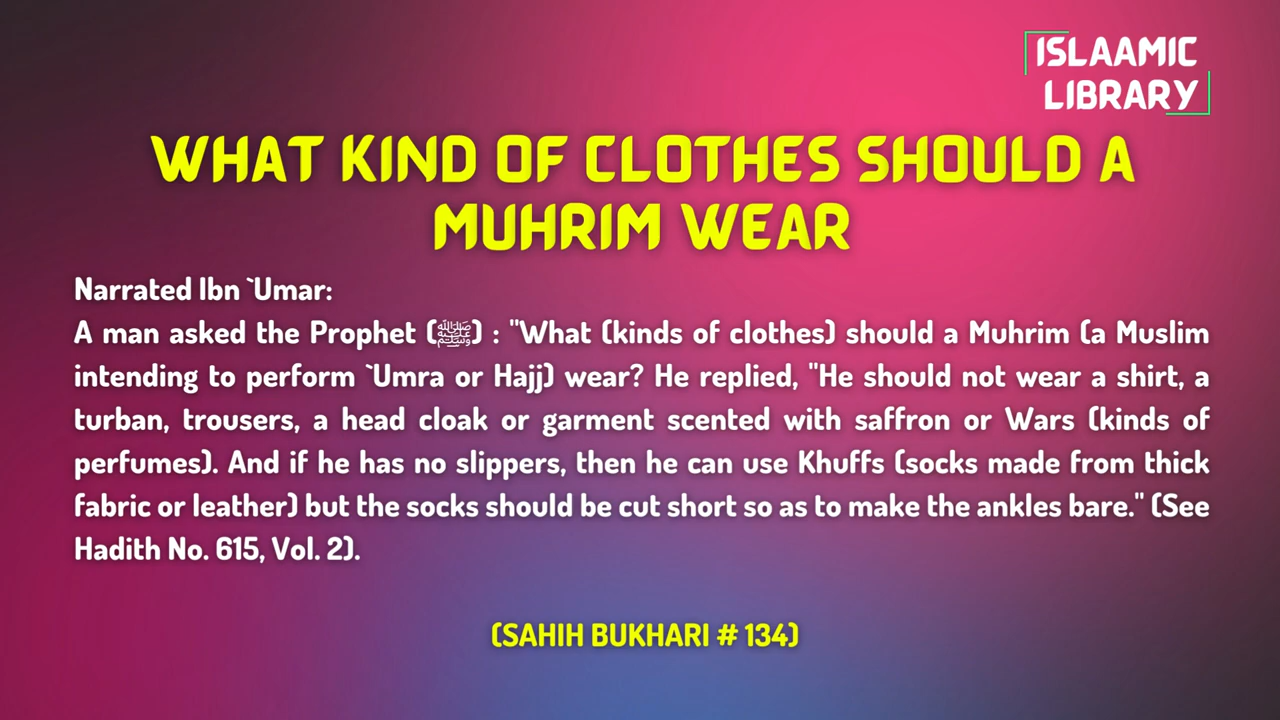 ISLAAMIC
LIBRARY
WHAT KIND OF CLOTHES SHOULD A
MUHRIM WEAR
Narrated Ibn `Umar:
A man asked the Prophet (ﷺ) : "What (kinds of clothes) should a Muhrim (a Muslim
intending to perform `Umra or Hajj) wear? He replied, "He should not wear a shirt, a
turban, trousers, a head cloak or garment scented with saffron or Wars (kinds of
perfumes). And if he has no slippers, then he can use Khuffs (socks made from thick
fabric or leather) but the socks should be cut short so as to make the ankles bare." (See
Hadith No. 615, Vol. 2).
(SAHIH BUKHARI # 134)